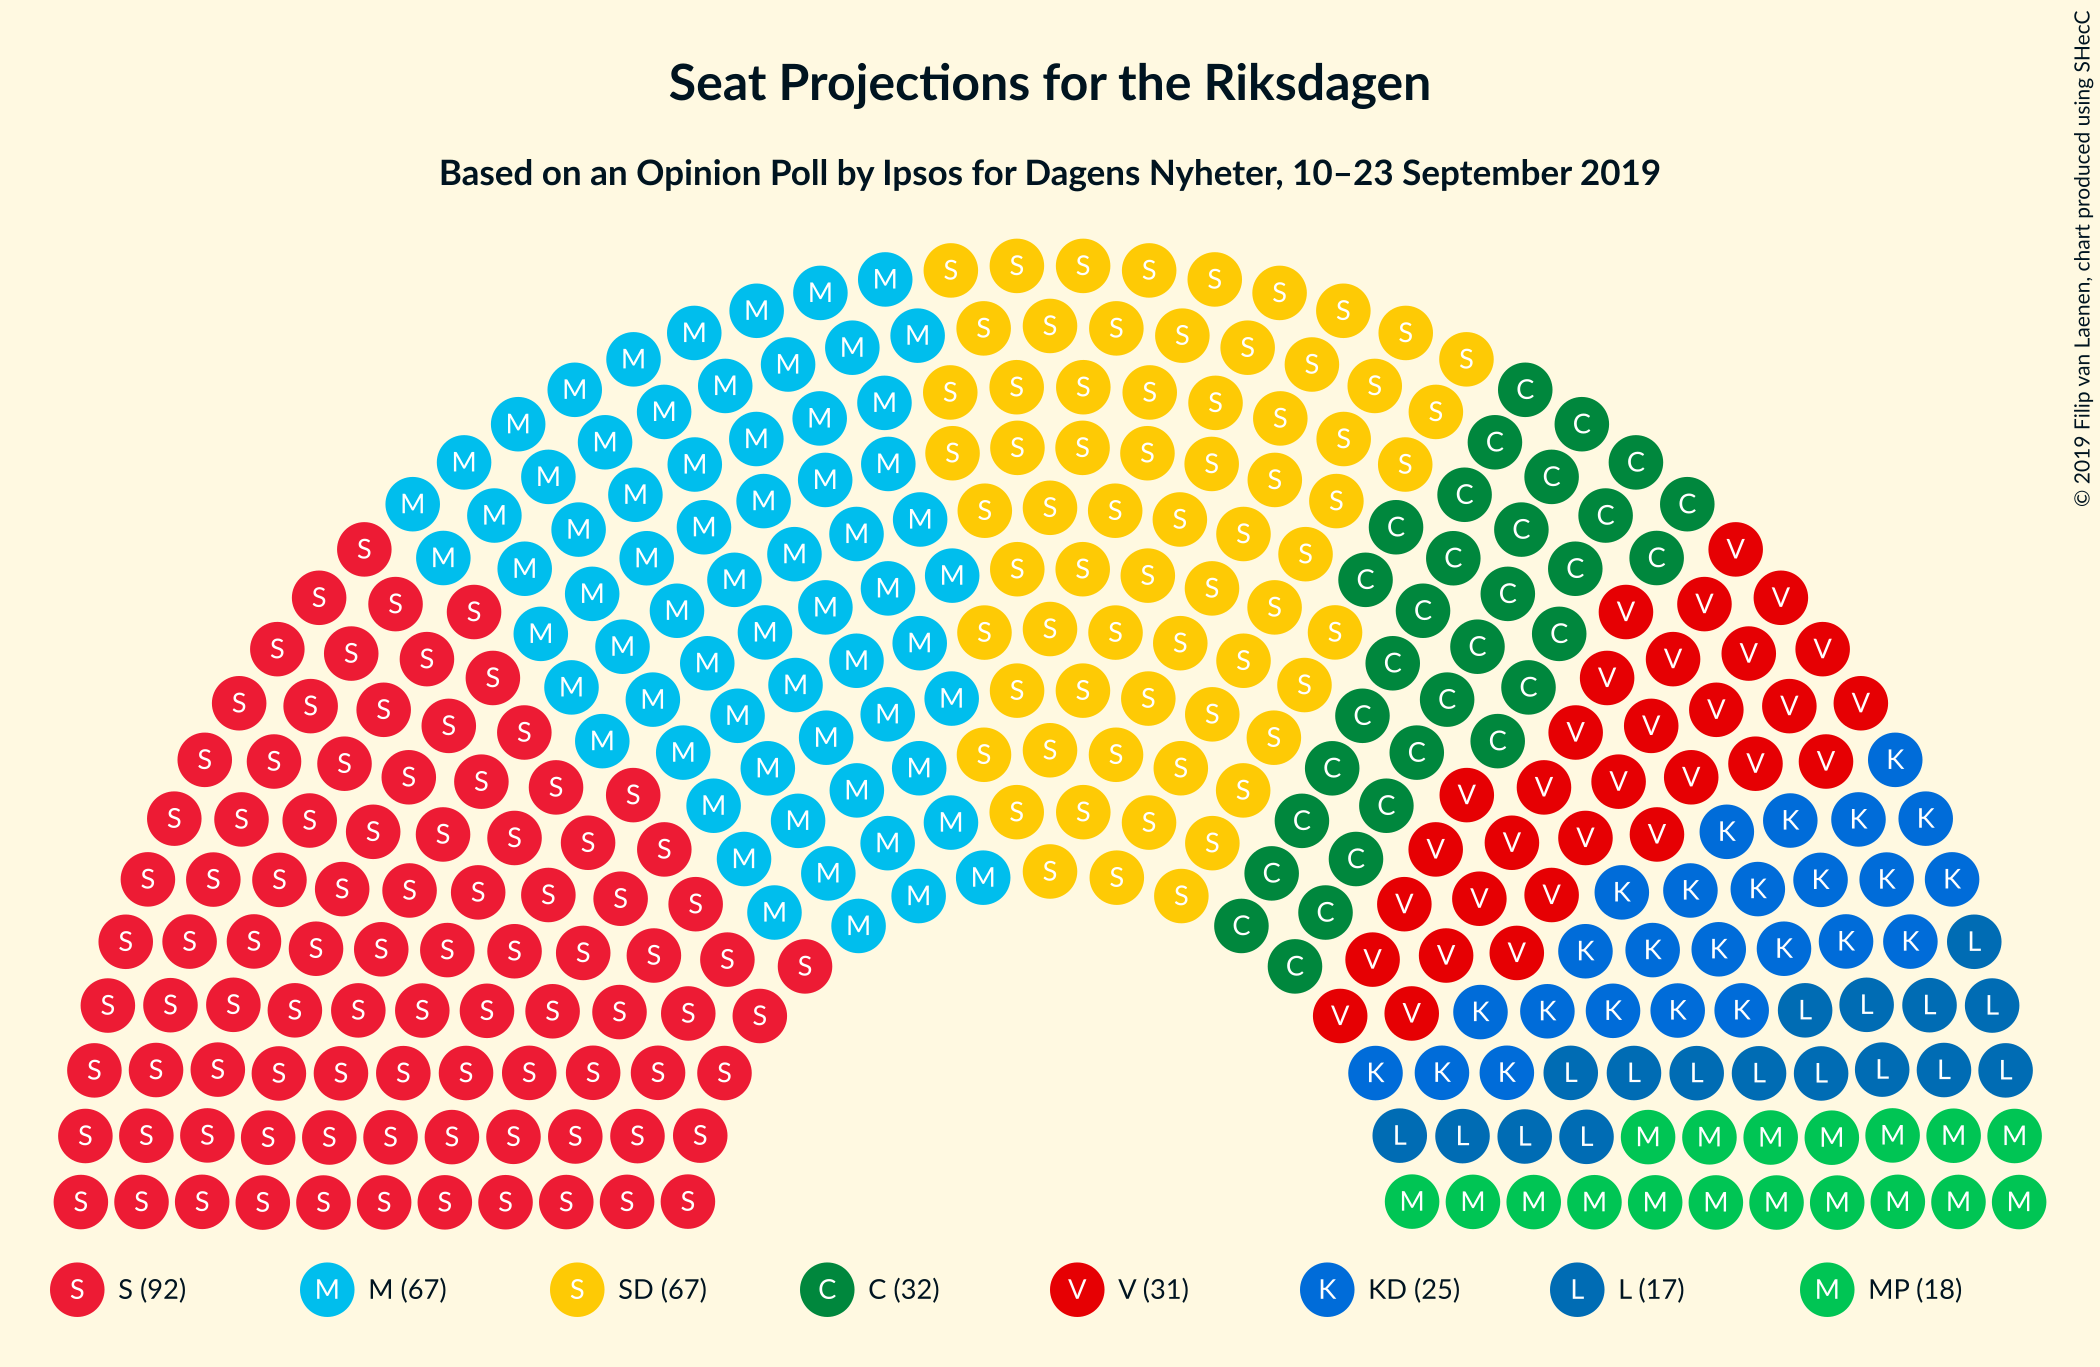 Seat Projections for the Riksdagen
Based on an Opinion Poll by Ipsos for Dagens Nyheter, 10–23 September 2019
© 2019 Filip van Laenen, chart produced using SHecC
S S (92) M M (67) S SD (67) C C (32) V V (31) K KD (25) L L (17) M MP (18)